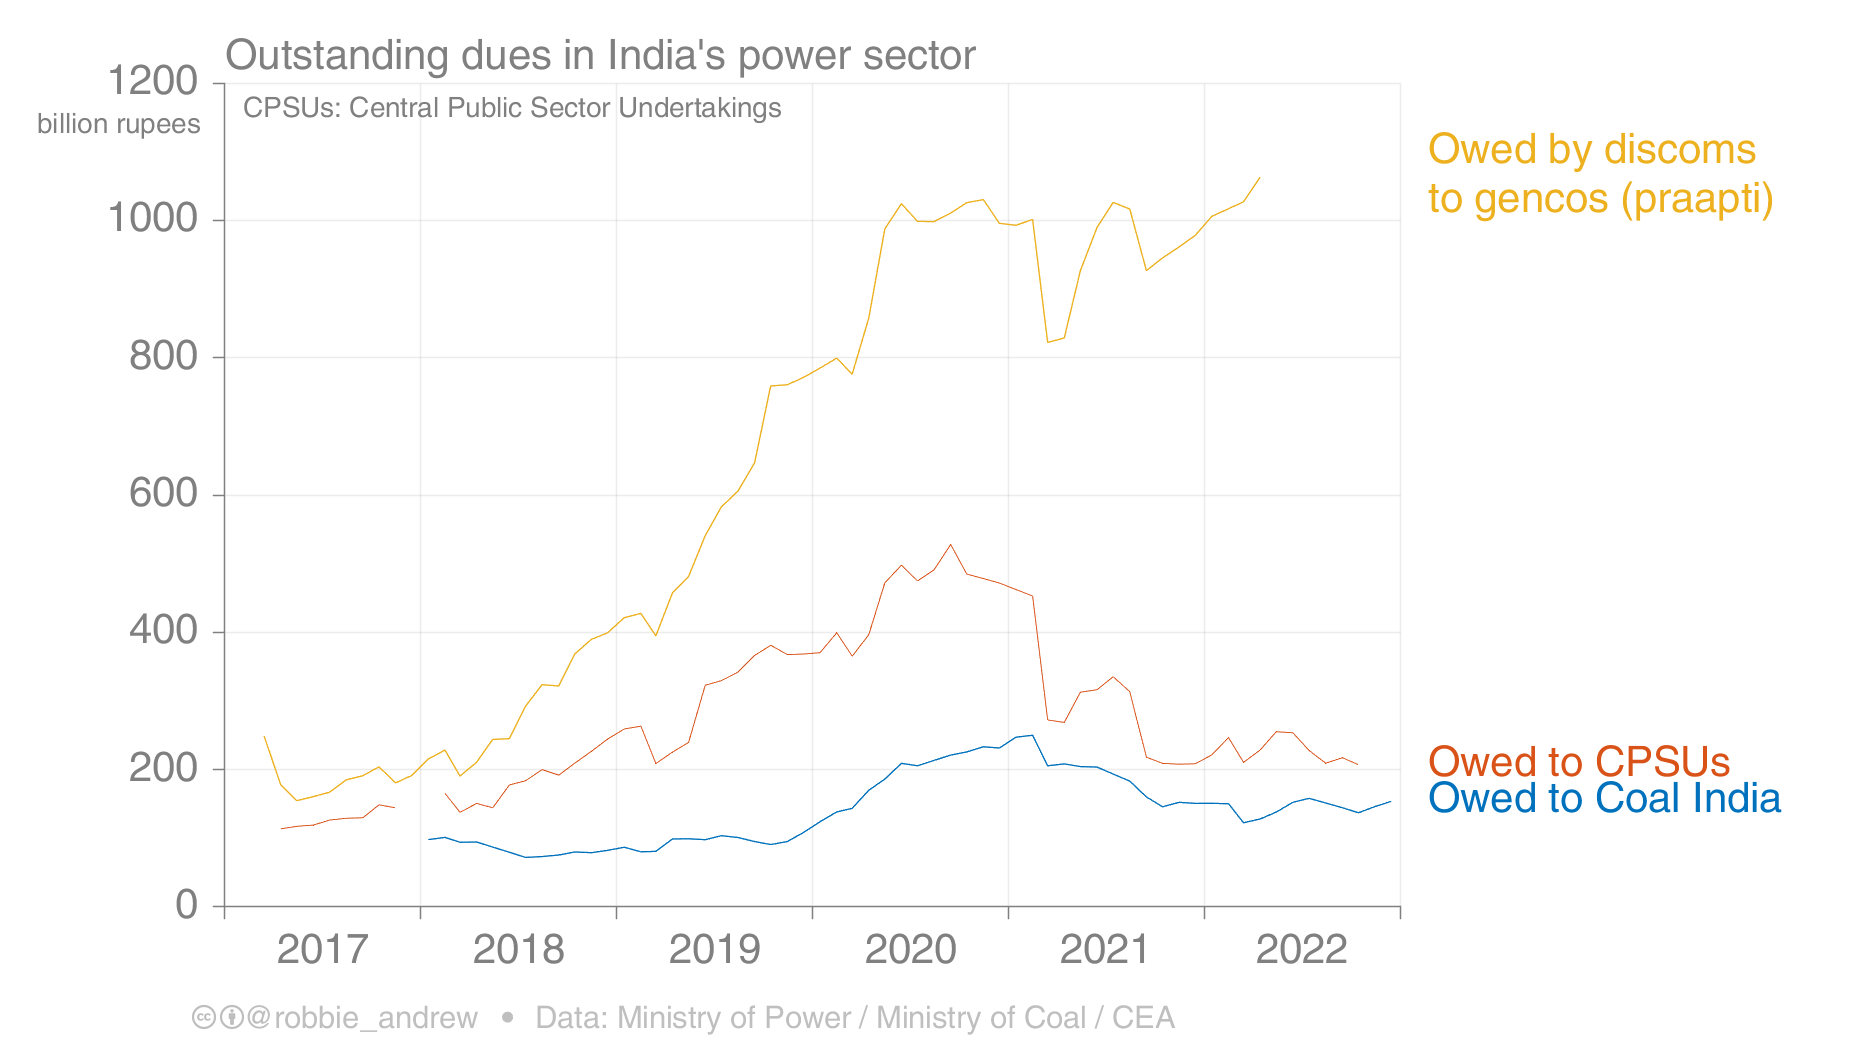 Outstanding dues in India's power sector
1200
billion rupees
CPSUs: Central Public Sector Undertakings
1000
800
600
400
200
0
Owed by discoms
to gencos (praapti)
Owed to CPSUs
Owed to Coal India
2017 2018 2019 2020 2021 2022
cc @robbie_andrew • Data: Ministry of Power / Ministry of Coal / CEA